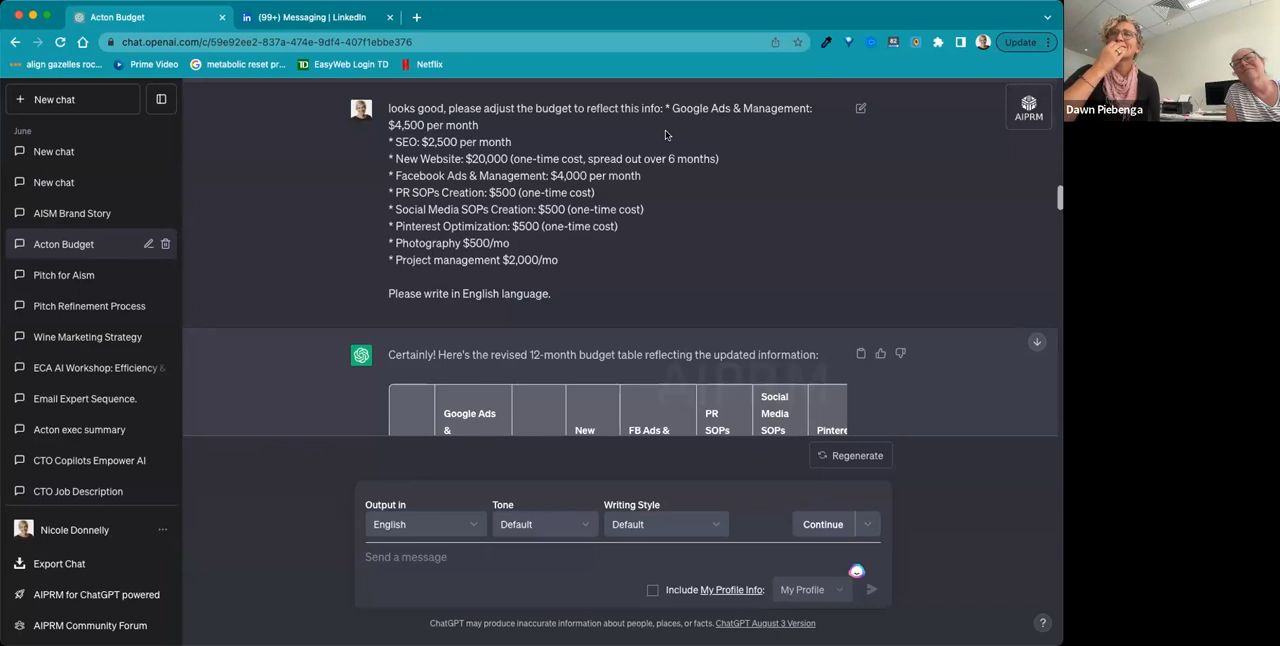 Acton Budget
(99+) Messaging | LinkedIn
chat.openai.com/c/59e92ee2-837a-474e-9df4-407f1ebbe376
Update
align gazelles roc...
Prime Video
metabolic reset pr...
EasyWeb Login TD
Netflix
New chat
June
New chat
New chat
AISM Brand Story
Acton Budget
Pitch for Aism
Pitch Refinement Process
Wine Marketing Strategy
ECA AI Workshop: Efficiency &
Email Expert Sequence.
Acton exec summary
CTO Copilots Empower AI
CTO Job Description
Nicole Donnelly
Export Chat
AIPRM for ChatGPT powered
AIPRM Community Forum
looks good, please adjust the budget to reflect this info: * Google Ads & Management:
$4,500 per month
* SEO: $2,500 per month
* New Website: $20,000 (one-time cost, spread out over 6 months)
* Facebook Ads & Management: $4,000 per month
* PR SOPs Creation: $500 (one-time cost)
* Social Media SOPs Creation: $500 (one-time cost)
* Pinterest Optimization: $500 (one-time cost)
* Photography $500/mo
* Project management $2,000/mo
Please write in English language.
AIPRM
Certainly! Here's the revised 12-month budget table reflecting the updated information:
AIPRM
Google Ads
&
New
FB Ads &
PR
SOPs
Social
Media
SOPs
Pintere
Regenerate
Output in
Tone
Writing Style
English
Default
Default
Continue
Send a message
Include My Profile Info:
My Profile
ChatGPT may produce inaccurate information about people, places, or facts. ChatGPT August 3 Version
?
Dawn Piebenga